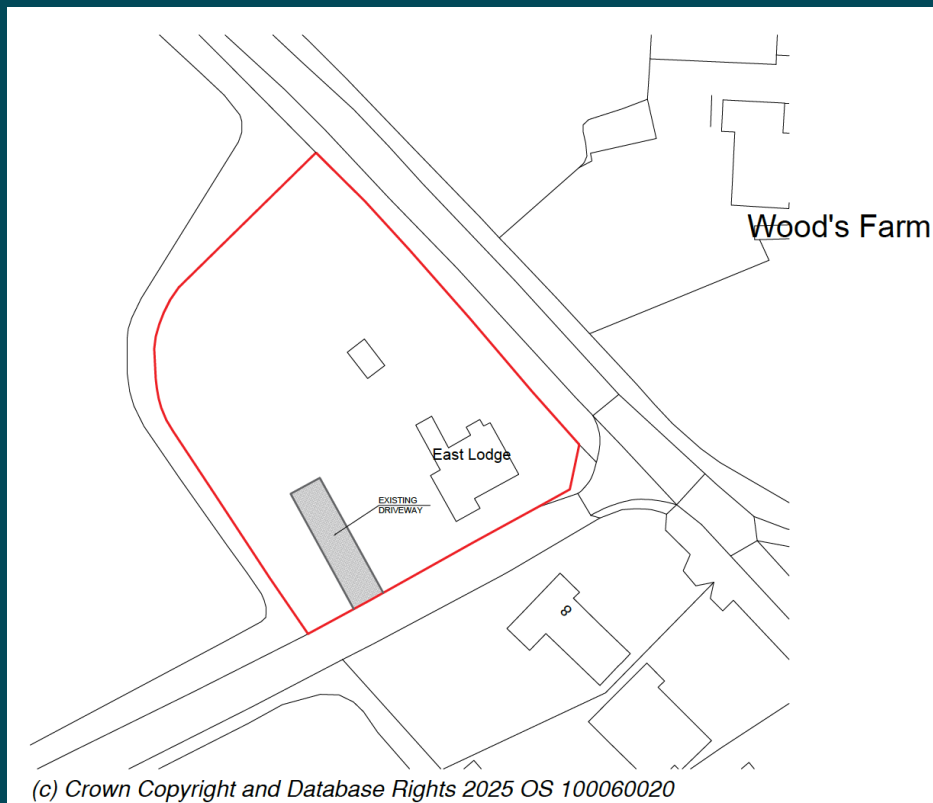 Wood's Farm
East Lodge
EXISTING
DRIVEWAY
8
(c) Crown Copyright and Database Rights 2025 OS 100060020